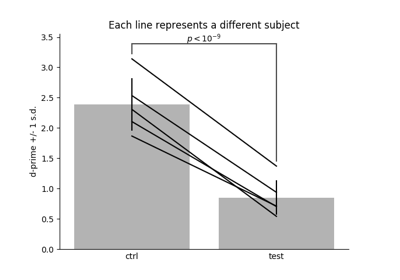 Each line represents a different subject
p < 10⁻⁹
3.5
3.0
2.5
2.0
1.5
1.0
0.5
0.0
d-prime +/- 1 s.d.
ctrl
test